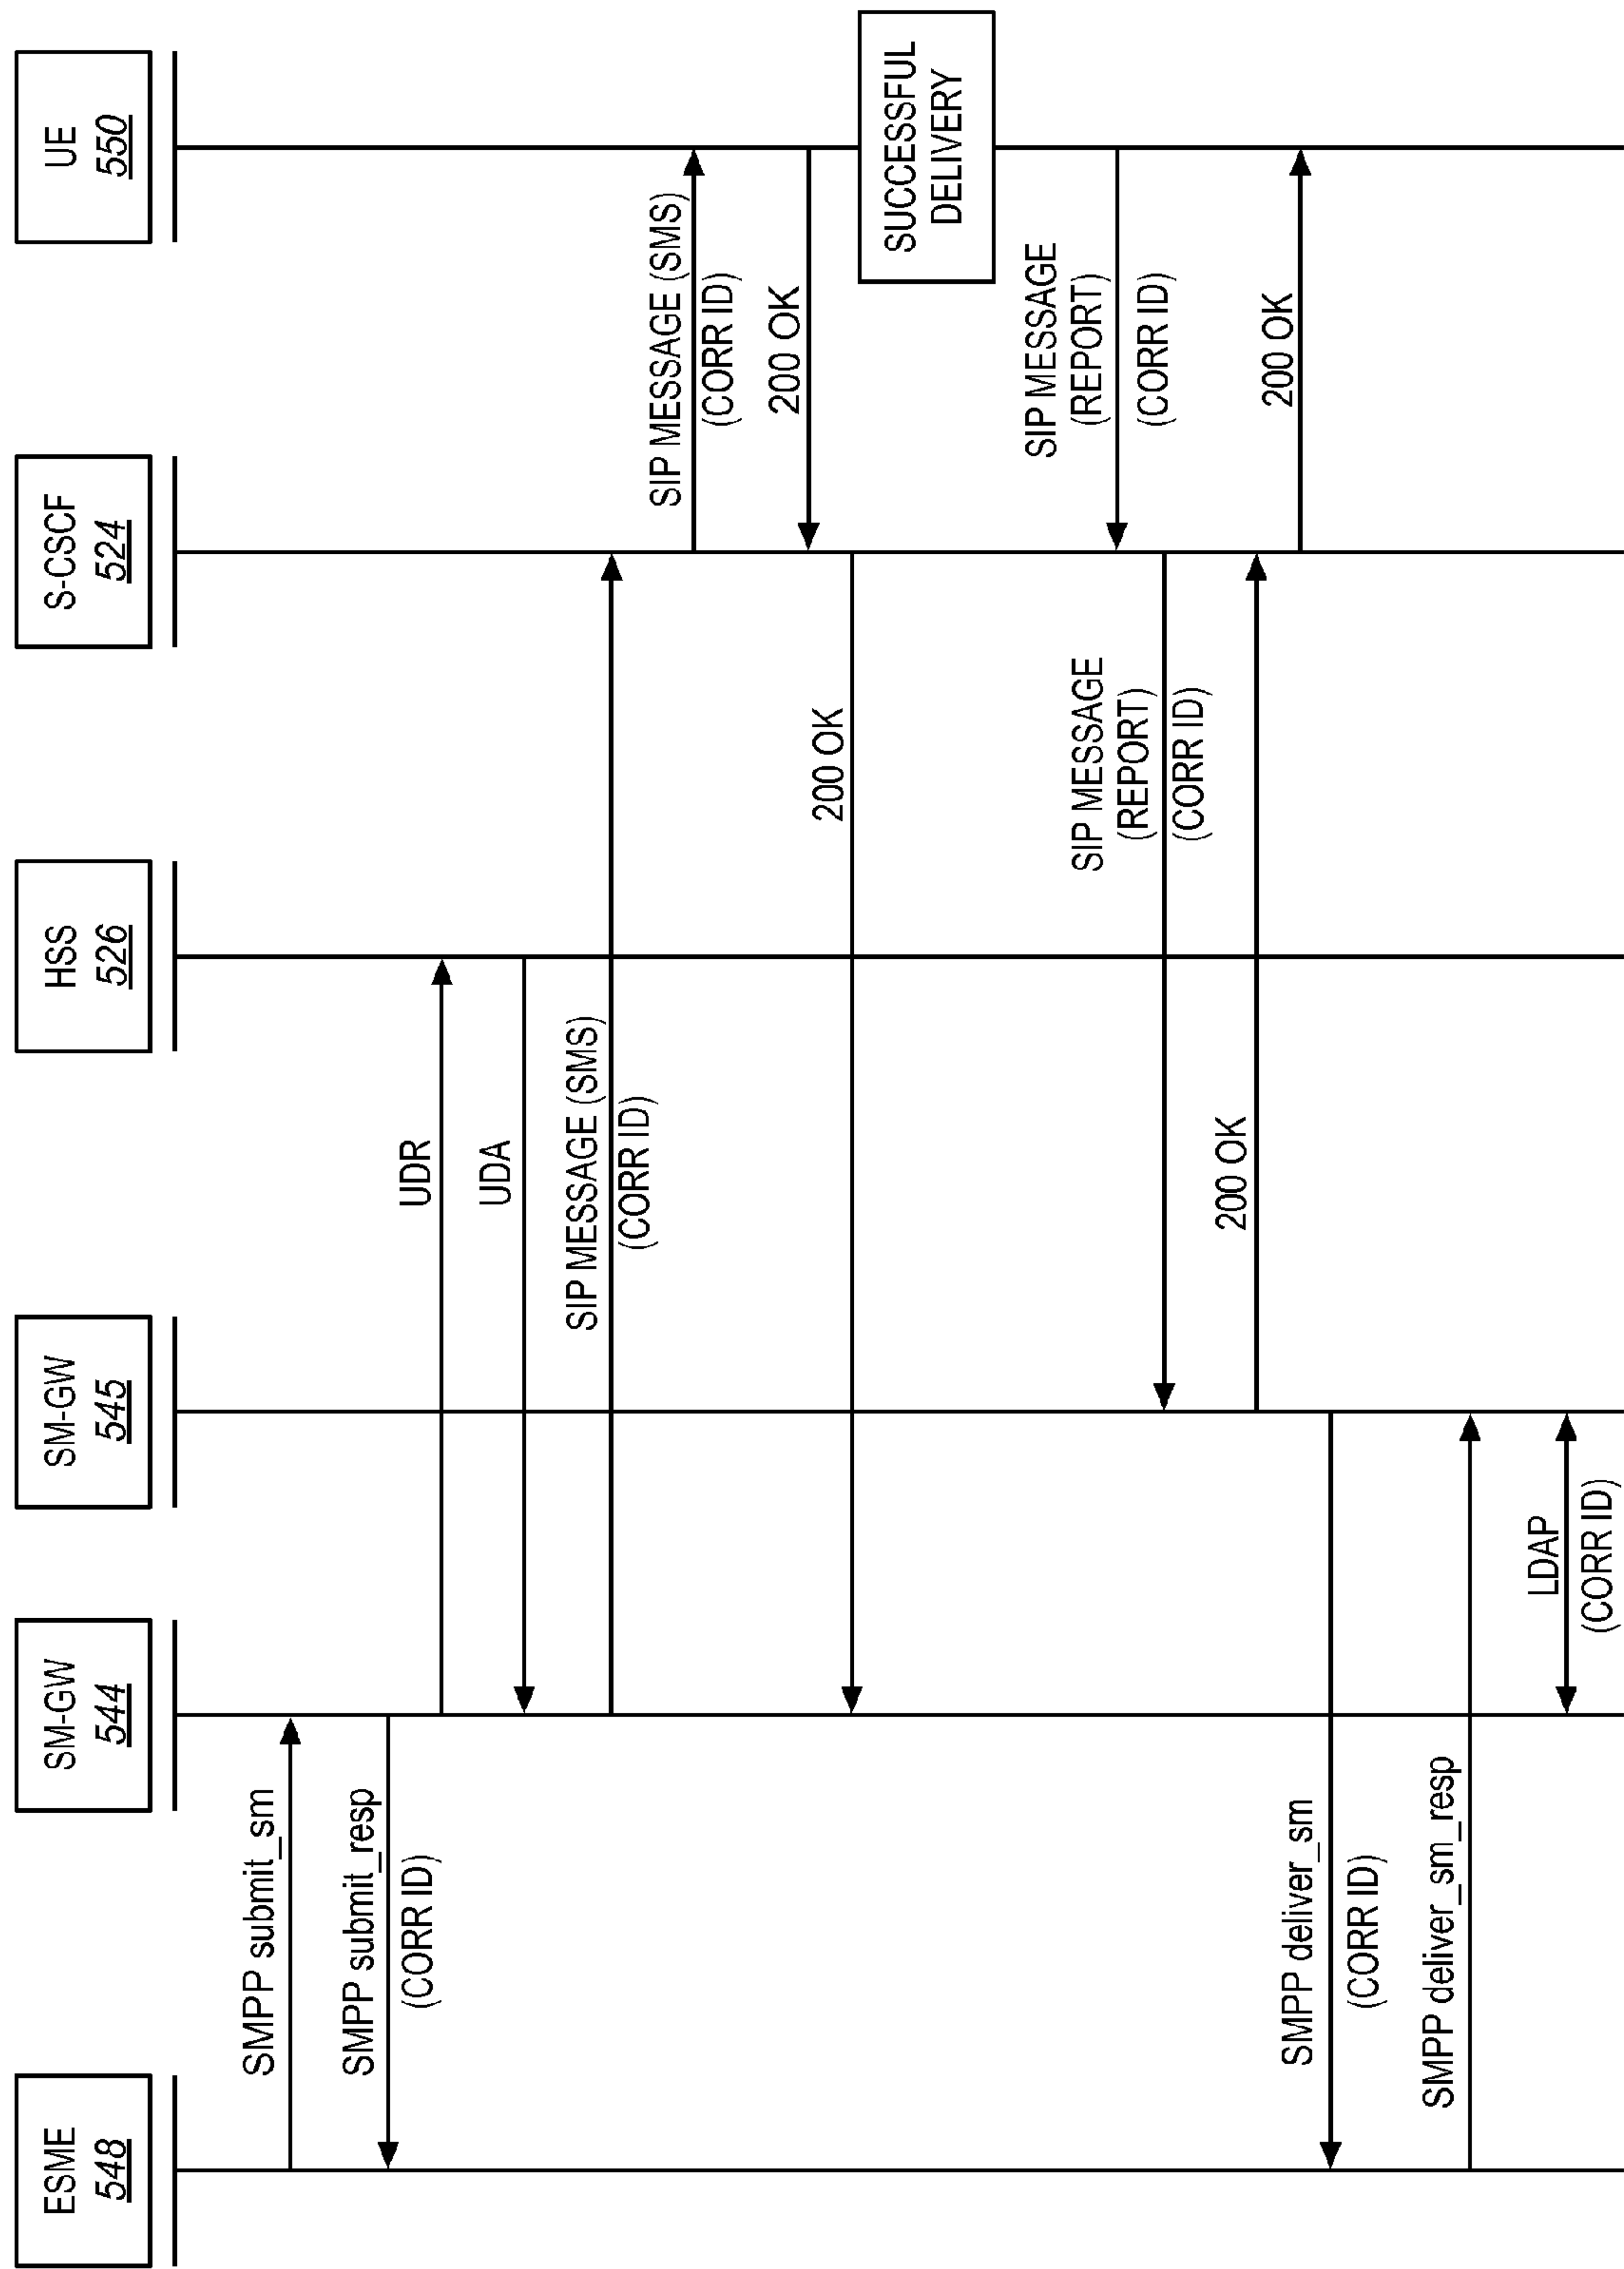 ESME
548
SM-GW
544
SM-GW
545
HSS
526
S-CSCF
524
UE
550
SMPP submit_sm
SMPP submit_resp
(CORR ID)
UDR
UDA
SIP MESSAGE (SMS)
(CORR ID)
SIP MESSAGE (SMS)
(CORR ID)
200 OK
200 OK
SUCCESSFUL
DELIVERY
SIP MESSAGE
(REPORT)
(CORR ID)
SIP MESSAGE
(REPORT)
(CORR ID)
200 OK
200 OK
SMPP deliver_sm
(CORR ID)
SMPP deliver_sm_resp
LDAP
(CORR ID)